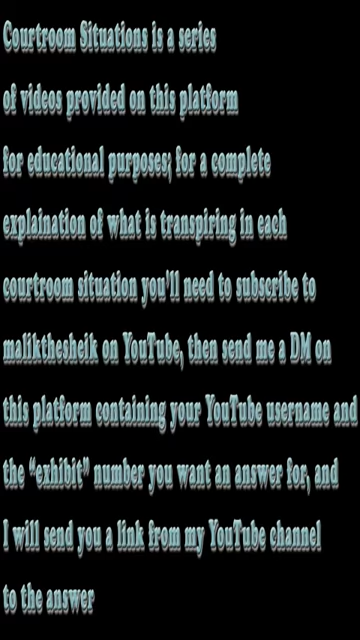 Courtroom Situations is a series
of videos provided on this platform
for educational purposes; for a complete
explaination of what is transpiring in each
courtroom situation you'll need to subscribe to
malikthesheik on YouTube, then send me a DM on
this platform containing your YouTube username and
the “exhibit” number you want an answer for, and
I will send you a link from my YouTube channel
to the answer